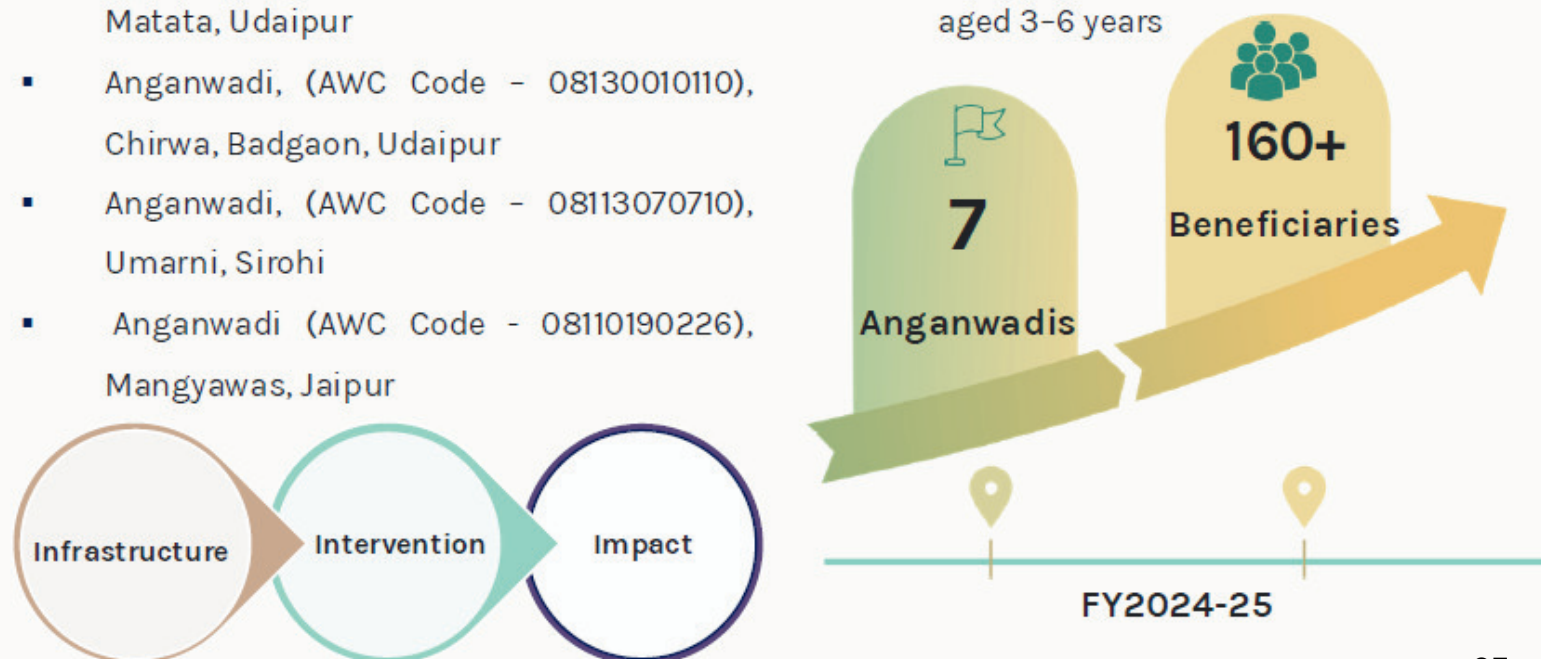 Matata, Udaipur
▪ Anganwadi, (AWC Code – 08130010110),
Chirwa, Badgaon, Udaipur
▪ Anganwadi, (AWC Code – 08113070710),
Umarni, Sirohi
▪ Anganwadi (AWC Code - 08110190226),
Mangyawas, Jaipur
Infrastructure
Intervention
Impact
aged 3–6 years
7
Anganwadis
160+
Beneficiaries
FY2024-25